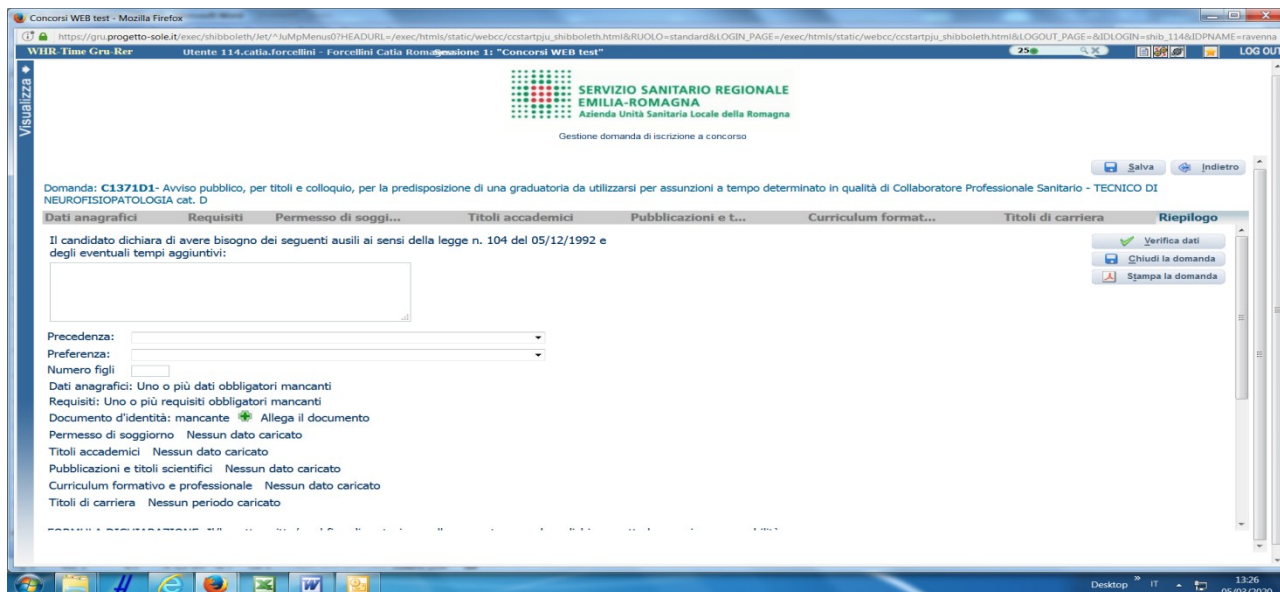 Concorsi WEB test - Mozilla Firefox
https://gru.progetto-sole.it/exec/shibboleth/Jet/^JuMpMenus0?HEADURL=/exec/htmls/static/webcc/ccstartpju_shibboleth.html&RUOLO=standard&LOGIN_PAGE=/exec/htmls/static/webcc/ccstartpju_shibboleth.html&LOGOUT_PAGE=&IDLOGIN=shib_114&IDPNAME=ravenna
WHR-Time Gru-Rer Utente 114.catia.forcellini - Forcellini Catia Romagna Sessione 1: "Concorsi WEB test" 25 LOG OUT
Visualizza
SERVIZIO SANITARIO REGIONALE
EMILIA-ROMAGNA
Azienda Unità Sanitaria Locale della Romagna
Gestione domanda di iscrizione a concorso
Salva Indietro
Domanda: C1371D1- Avviso pubblico, per titoli e colloquio, per la predisposizione di una graduatoria da utilizzarsi per assunzioni a tempo determinato in qualità di Collaboratore Professionale Sanitario - TECNICO DI
NEUROFISIOPATOLOGIA cat. D
Dati anagrafici Requisiti Permesso di soggi... Titoli accademici Pubblicazioni e t... Curriculum format... Titoli di carriera Riepilogo
Il candidato dichiara di avere bisogno dei seguenti ausili ai sensi della legge n. 104 del 05/12/1992 e
degli eventuali tempi aggiuntivi:
Verifica dati
Chiudi la domanda
Stampa la domanda
Precedenza:
Preferenza:
Numero figli
Dati anagrafici: Uno o più dati obbligatori mancanti
Requisiti: Uno o più requisiti obbligatori mancanti
Documento d'identità: mancante Allega il documento
Permesso di soggiorno Nessun dato caricato
Titoli accademici Nessun dato caricato
Pubblicazioni e titoli scientifici Nessun dato caricato
Curriculum formativo e professionale Nessun dato caricato
Titoli di carriera Nessun periodo caricato
Desktop IT 13:26
05/03/2020